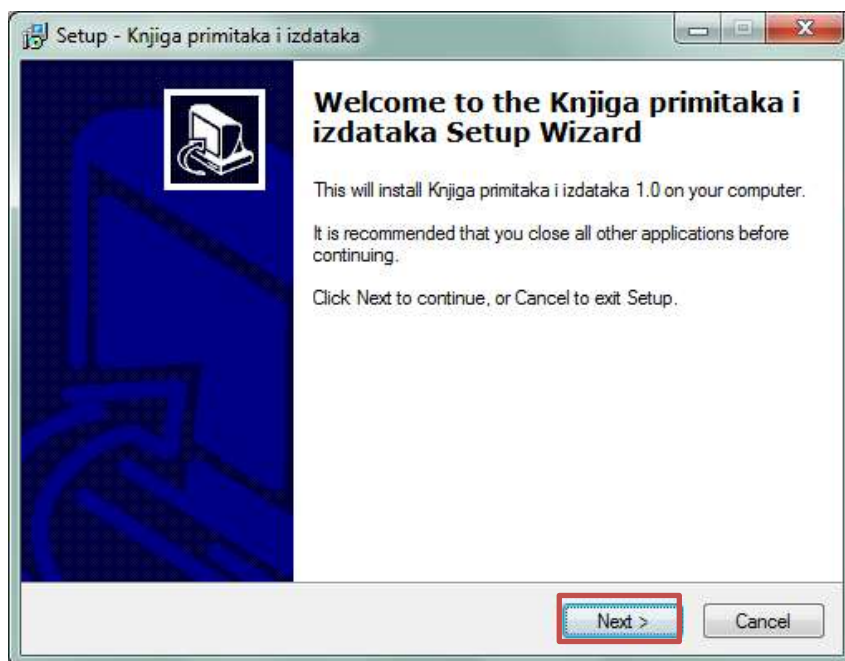 Setup - Knjiga primitaka i izdataka
Welcome to the Knjiga primitaka i
izdataka Setup Wizard
This will install Knjiga primitaka i izdataka 1.0 on your computer.
It is recommended that you close all other applications before
continuing.
Click Next to continue, or Cancel to exit Setup.
Next >
Cancel